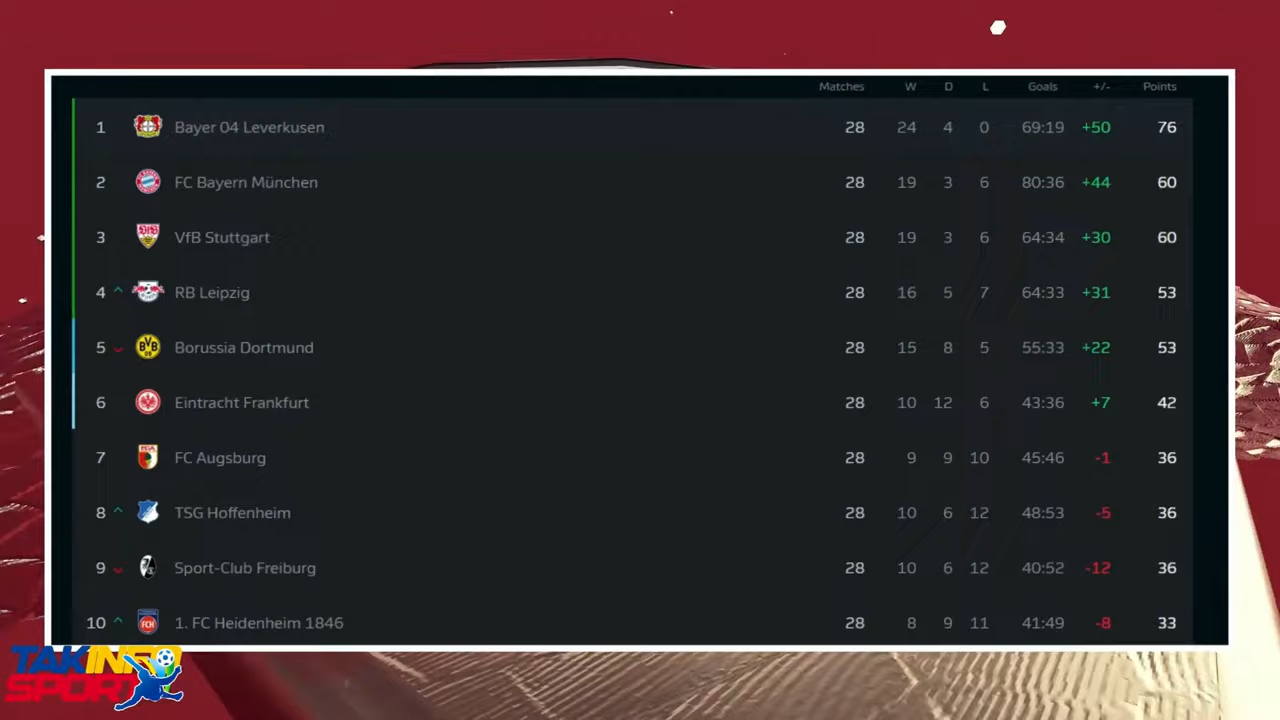 Matches W D L Goals +/- Points
1 Bayer 04 Leverkusen 28 24 4 0 69:19 +50 76
2 FC Bayern München 28 19 3 6 80:36 +44 60
3 VfB Stuttgart 28 19 3 6 64:34 +30 60
4 RB Leipzig 28 16 5 7 64:33 +31 53
5 Borussia Dortmund 28 15 8 5 55:33 +22 53
6 Eintracht Frankfurt 28 10 12 6 43:36 +7 42
7 FC Augsburg 28 9 9 10 45:46 -1 36
8 TSG Hoffenheim 28 10 6 12 48:53 -5 36
9 Sport-Club Freiburg 28 10 6 12 40:52 -12 36
10 1. FC Heidenheim 1846 28 8 9 11 41:49 -8 33
TAKINFO
SPORT